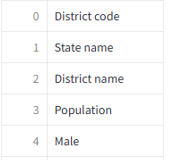 0 District code
1 State name
2 District name
3 Population
4 Male